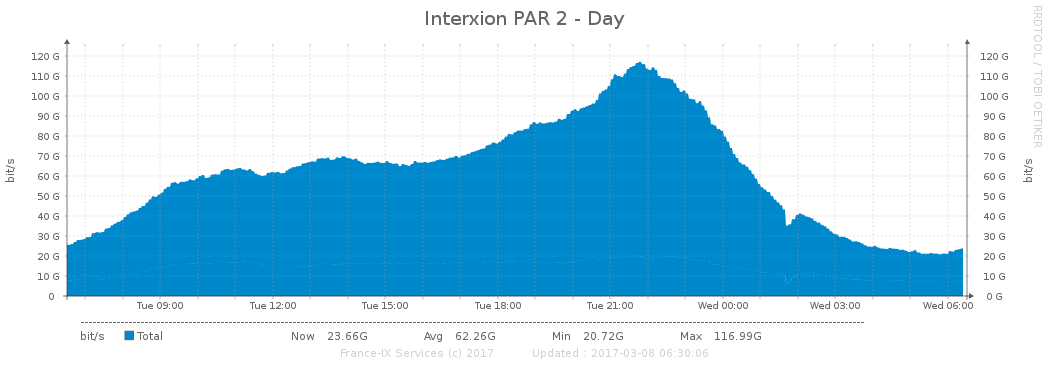 Interxion PAR 2 - Day
RRDTOOL / TOBI OETIKER
bit/s
120 G
110 G
100 G
90 G
80 G
70 G
60 G
50 G
40 G
30 G
20 G
10 G
0
120 G
110 G
100 G
90 G
80 G
70 G
60 G
50 G
40 G
30 G
20 G
10 G
0 G
bit/s
Tue 09:00 Tue 12:00 Tue 15:00 Tue 18:00 Tue 21:00 Wed 00:00 Wed 03:00 Wed 06:00
bit/s Total Now 23.66G Avg 62.26G Min 20.72G Max 116.99G
France-IX Services (c) 2017 Updated : 2017-03-08 06:30:06